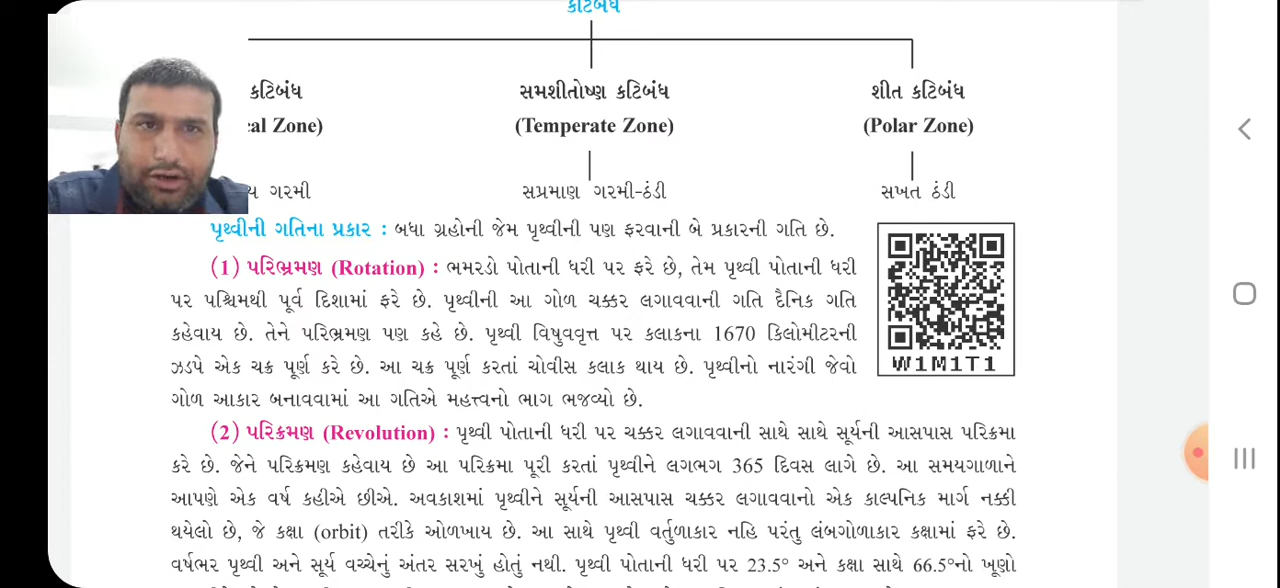 કટિબંધ
કટિબંધ સમશીતોષ્ણ કટિબંધ શીત કટિબંધ
al Zone) (Temperate Zone) (Polar Zone)
ય ગરમી સપ્રમાણ ગરમી-ઠંડી સખત ઠંડી
પૃથ્વીની ગતિના પ્રકાર : બધા ગ્રહોની જેમ પૃથ્વીની પણ ફરવાની બે પ્રકારની ગતિ છે.
(1) પરિભ્રમણ (Rotation) : ભમરડો પોતાની ધરી પર ફરે છે, તેમ પૃથ્વી પોતાની ધરી
પર પશ્ચિમથી પૂર્વ દિશામાં ફરે છે. પૃથ્વીની આ ગોળ ચક્કર લગાવવાની ગતિ દૈનિક ગતિ
કહેવાય છે. તેને પરિભ્રમણ પણ કહે છે. પૃથ્વી વિષુવવૃત્ત પર કલાકના 1670 કિલોમીટરની
ઝડપે એક ચક્ર પૂર્ણ કરે છે. આ ચક્ર પૂર્ણ કરતાં ચોવીસ કલાક થાય છે. પૃથ્વીનો નારંગી જેવો
ગોળ આકાર બનાવવામાં આ ગતિએ મહત્ત્વનો ભાગ ભજવ્યો છે.
W1M1T1
(2) પરિક્રમણ (Revolution) : પૃથ્વી પોતાની ધરી પર ચક્કર લગાવવાની સાથે સાથે સૂર્યની આસપાસ પરિક્રમા
કરે છે. જેને પરિક્રમણ કહેવાય છે આ પરિક્રમા પૂરી કરતાં પૃથ્વીને લગભગ 365 દિવસ લાગે છે. આ સમયગાળાને
આપણે એક વર્ષ કહીએ છીએ. અવકાશમાં પૃથ્વીને સૂર્યની આસપાસ ચક્કર લગાવવાનો એક કાલ્પનિક માર્ગ નક્કી
થયેલો છે, જે કક્ષા (orbit) તરીકે ઓળખાય છે. આ સાથે પૃથ્વી વર્તુળાકાર નહિ પરંતુ લંબગોળાકાર કક્ષામાં ફરે છે.
વર્ષભર પૃથ્વી અને સૂર્ય વચ્ચેનું અંતર સરખું હોતું નથી. પૃથ્વી પોતાની ધરી પર 23.5° અને કક્ષા સાથે 66.5°નો ખૂણો